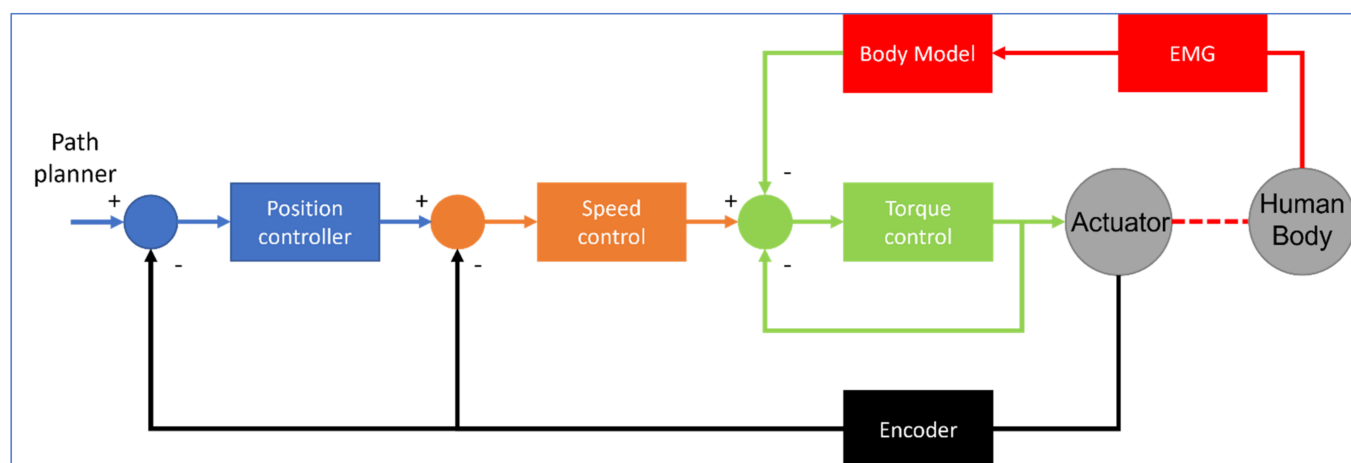 Body Model
EMG
Path
planner
+
-
+
+
-
Position
controller
Speed
control
Torque
control
Actuator
Human
Body
-
-
-
Encoder